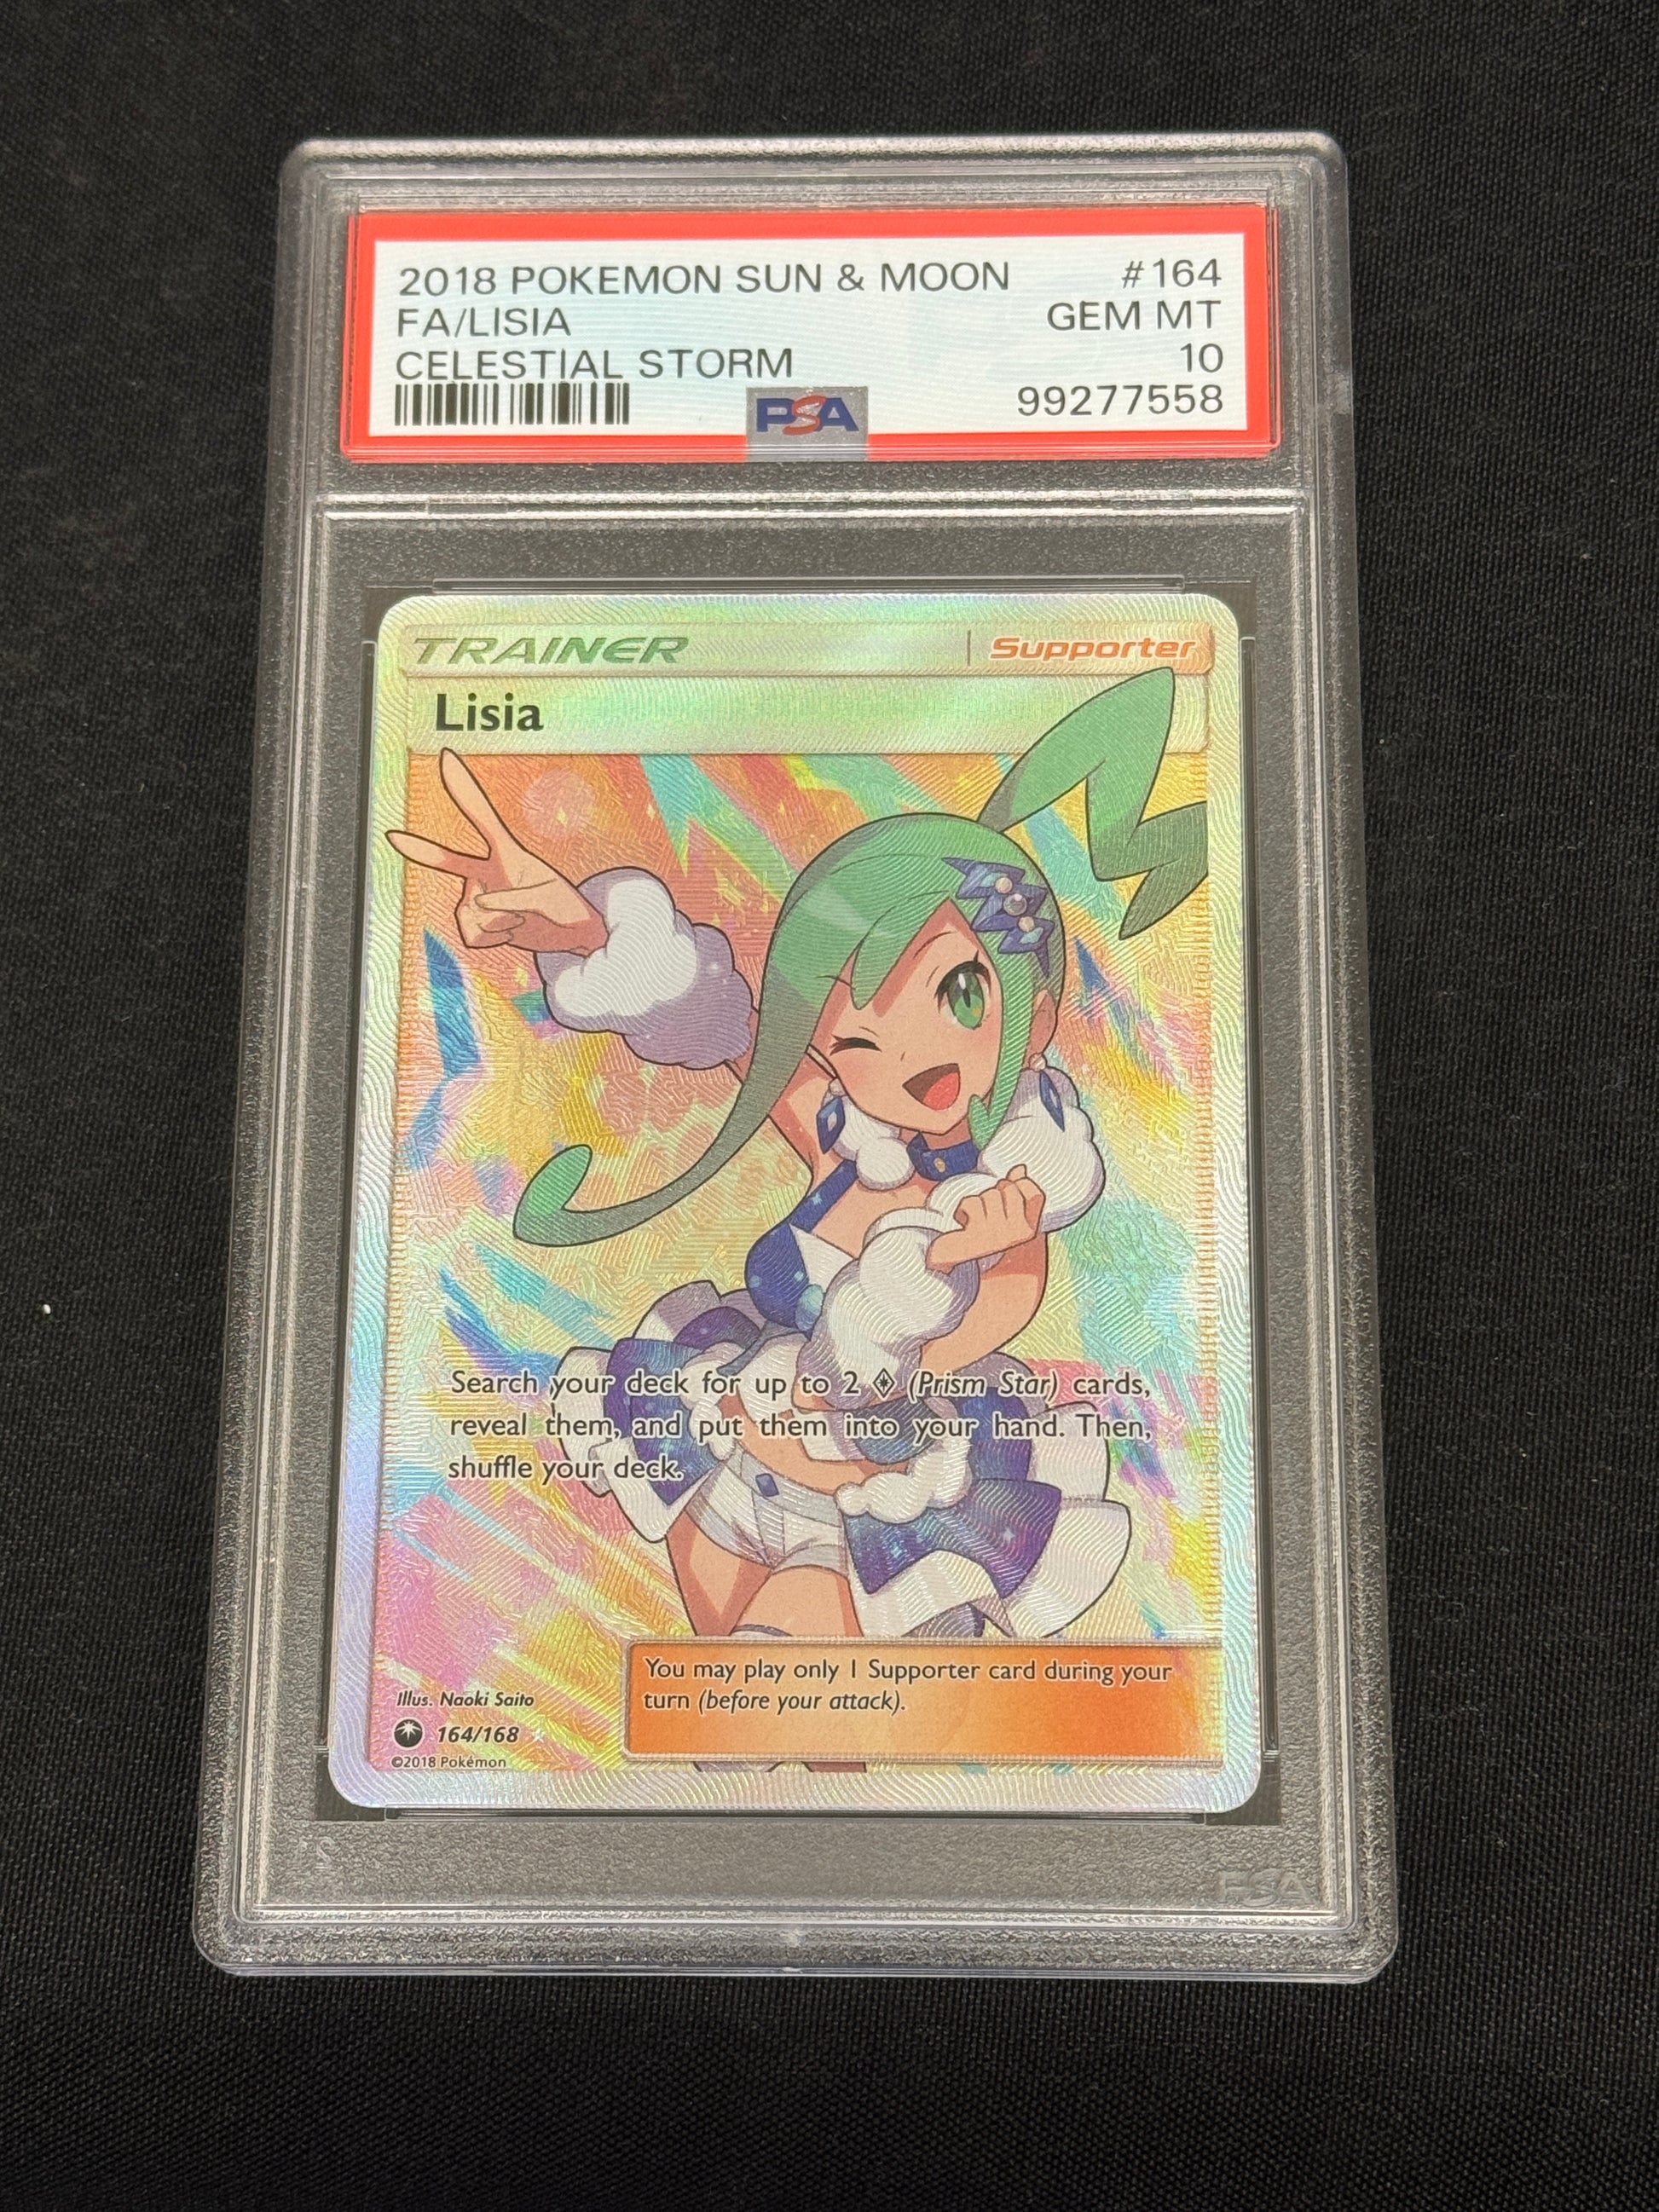 2018 POKEMON SUN & MOON #164
FA/LISIA GEM MT
CELESTIAL STORM 10
PSA 99277558
TRAINER Supporter
Lisia
Search your deck for up to 2 (Prism Star) cards,
reveal them, and put them into your hand. Then,
shuffle your deck.
You may play only 1 Supporter card during your
turn (before your attack).
Illus. Naoki Saito
164/168
©2018 Pokémon
PSA